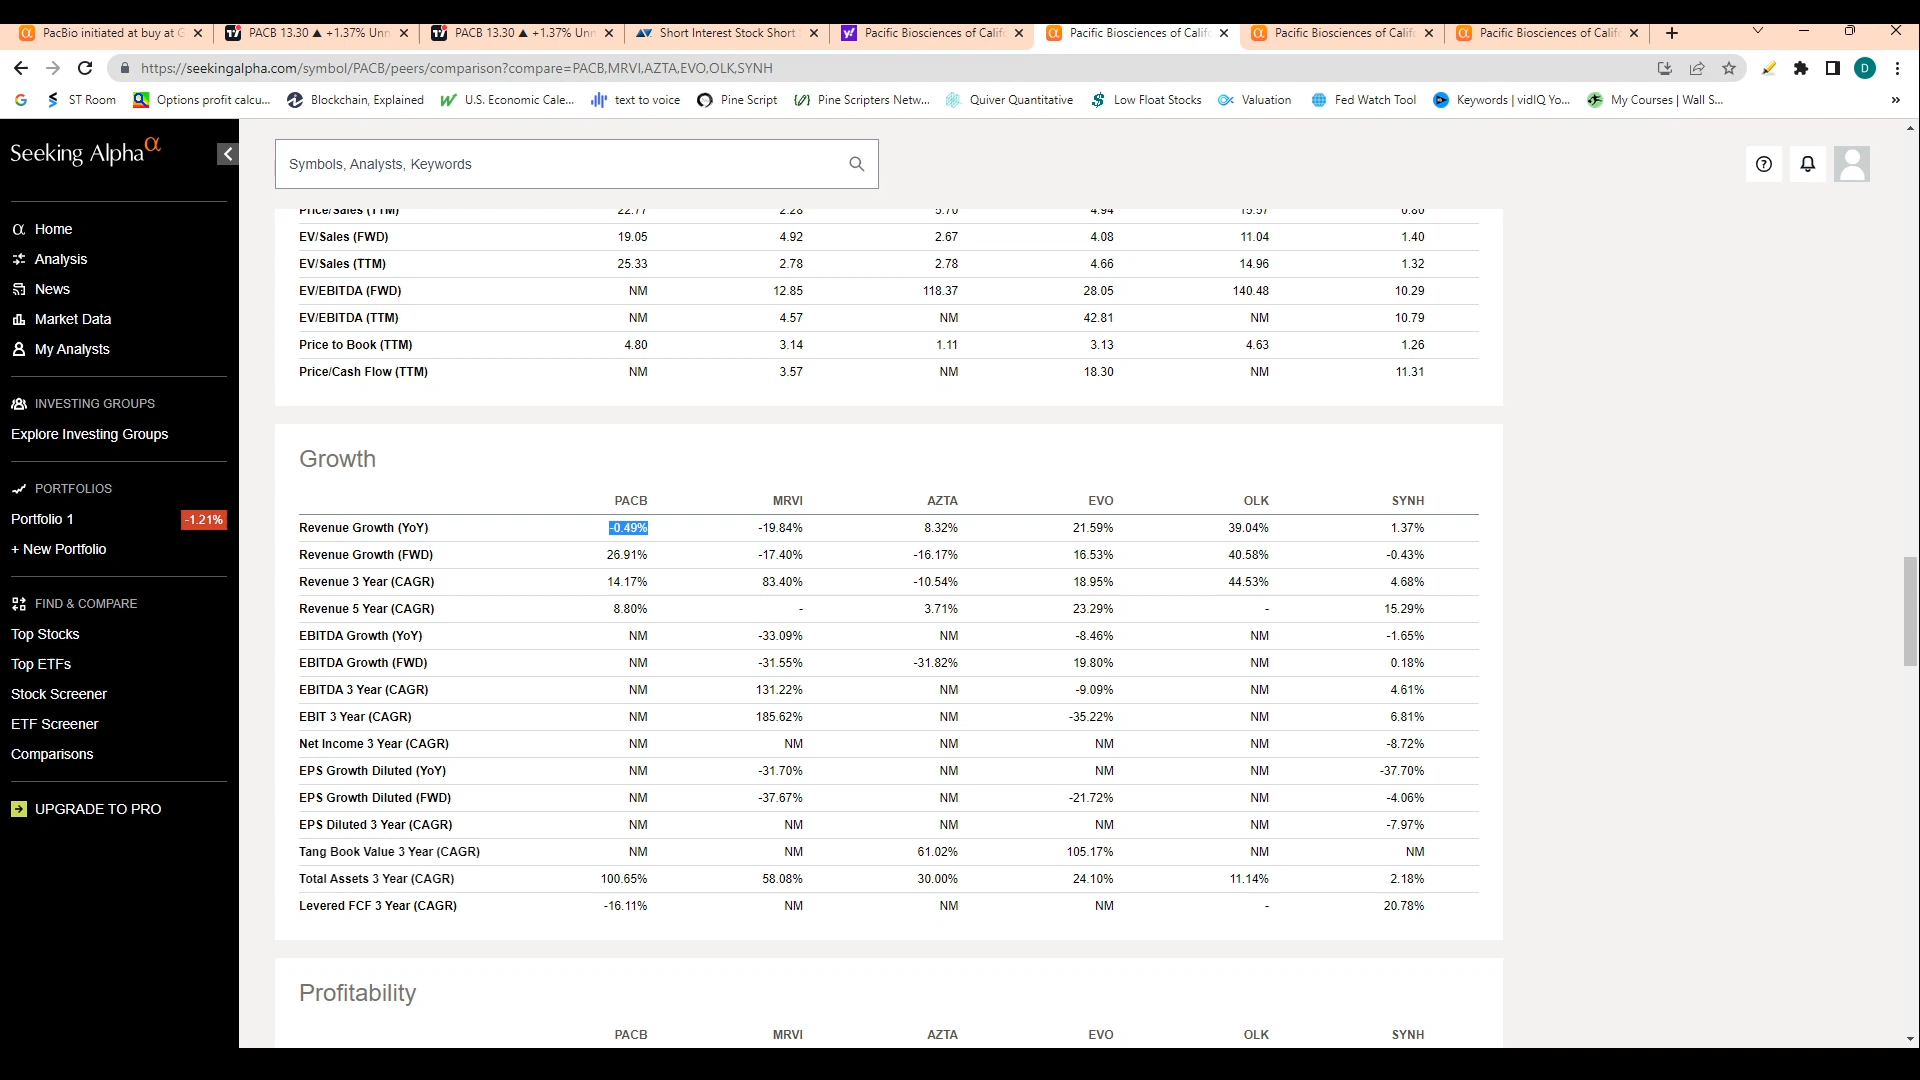 PacBio initiated at buy at G
PACB 13.30 ▲ +1.37% Unn
PACB 13.30 ▲ +1.37% Unn
Short Interest Stock Short
Pacific Biosciences of Califo
Pacific Biosciences of Califo
Pacific Biosciences of Califo
Pacific Biosciences of Califo
https://seekingalpha.com/symbol/PACB/peers/comparison?compare=PACB,MRVI,AZTA,EVO,OLK,SYNH
D
ST Room
Options profit calcu...
Blockchain, Explained
U.S. Economic Cale...
text to voice
Pine Script
Pine Scripters Netw...
Quiver Quantitative
Low Float Stocks
Valuation
Fed Watch Tool
Keywords | vidIQ Yo...
My Courses | Wall S...
Seeking Alpha α
Symbols, Analysts, Keywords
Home
Analysis
News
Market Data
My Analysts
INVESTING GROUPS
Explore Investing Groups
PORTFOLIOS
Portfolio 1 -1.21%
+ New Portfolio
FIND & COMPARE
Top Stocks
Top ETFs
Stock Screener
ETF Screener
Comparisons
UPGRADE TO PRO
Price/Sales (TTM) 22.77 2.28 5.70 4.94 15.57 0.80
EV/Sales (FWD) 19.05 4.92 2.67 4.08 11.04 1.40
EV/Sales (TTM) 25.33 2.78 2.78 4.66 14.96 1.32
EV/EBITDA (FWD) NM 12.85 118.37 28.05 140.48 10.29
EV/EBITDA (TTM) NM 4.57 NM 42.81 NM 10.79
Price to Book (TTM) 4.80 3.14 1.11 3.13 4.63 1.26
Price/Cash Flow (TTM) NM 3.57 NM 18.30 NM 11.31
Growth
PACB MRVI AZTA EVO OLK SYNH
Revenue Growth (YoY) -0.49% -19.84% 8.32% 21.59% 39.04% 1.37%
Revenue Growth (FWD) 26.91% -17.40% -16.17% 16.53% 40.58% -0.43%
Revenue 3 Year (CAGR) 14.17% 83.40% -10.54% 18.95% 44.53% 4.68%
Revenue 5 Year (CAGR) 8.80% - 3.71% 23.29% - 15.29%
EBITDA Growth (YoY) NM -33.09% NM -8.46% NM -1.65%
EBITDA Growth (FWD) NM -31.55% -31.82% 19.80% NM 0.18%
EBITDA 3 Year (CAGR) NM 131.22% NM -9.09% NM 4.61%
EBIT 3 Year (CAGR) NM 185.62% NM -35.22% NM 6.81%
Net Income 3 Year (CAGR) NM NM NM NM NM -8.72%
EPS Growth Diluted (YoY) NM -31.70% NM NM NM -37.70%
EPS Growth Diluted (FWD) NM -37.67% NM -21.72% NM -4.06%
EPS Diluted 3 Year (CAGR) NM NM NM NM NM -7.97%
Tang Book Value 3 Year (CAGR) NM NM 61.02% 105.17% NM NM
Total Assets 3 Year (CAGR) 100.65% 58.08% 30.00% 24.10% 11.14% 2.18%
Levered FCF 3 Year (CAGR) -16.11% NM NM NM - 20.78%
Profitability
PACB MRVI AZTA EVO OLK SYNH